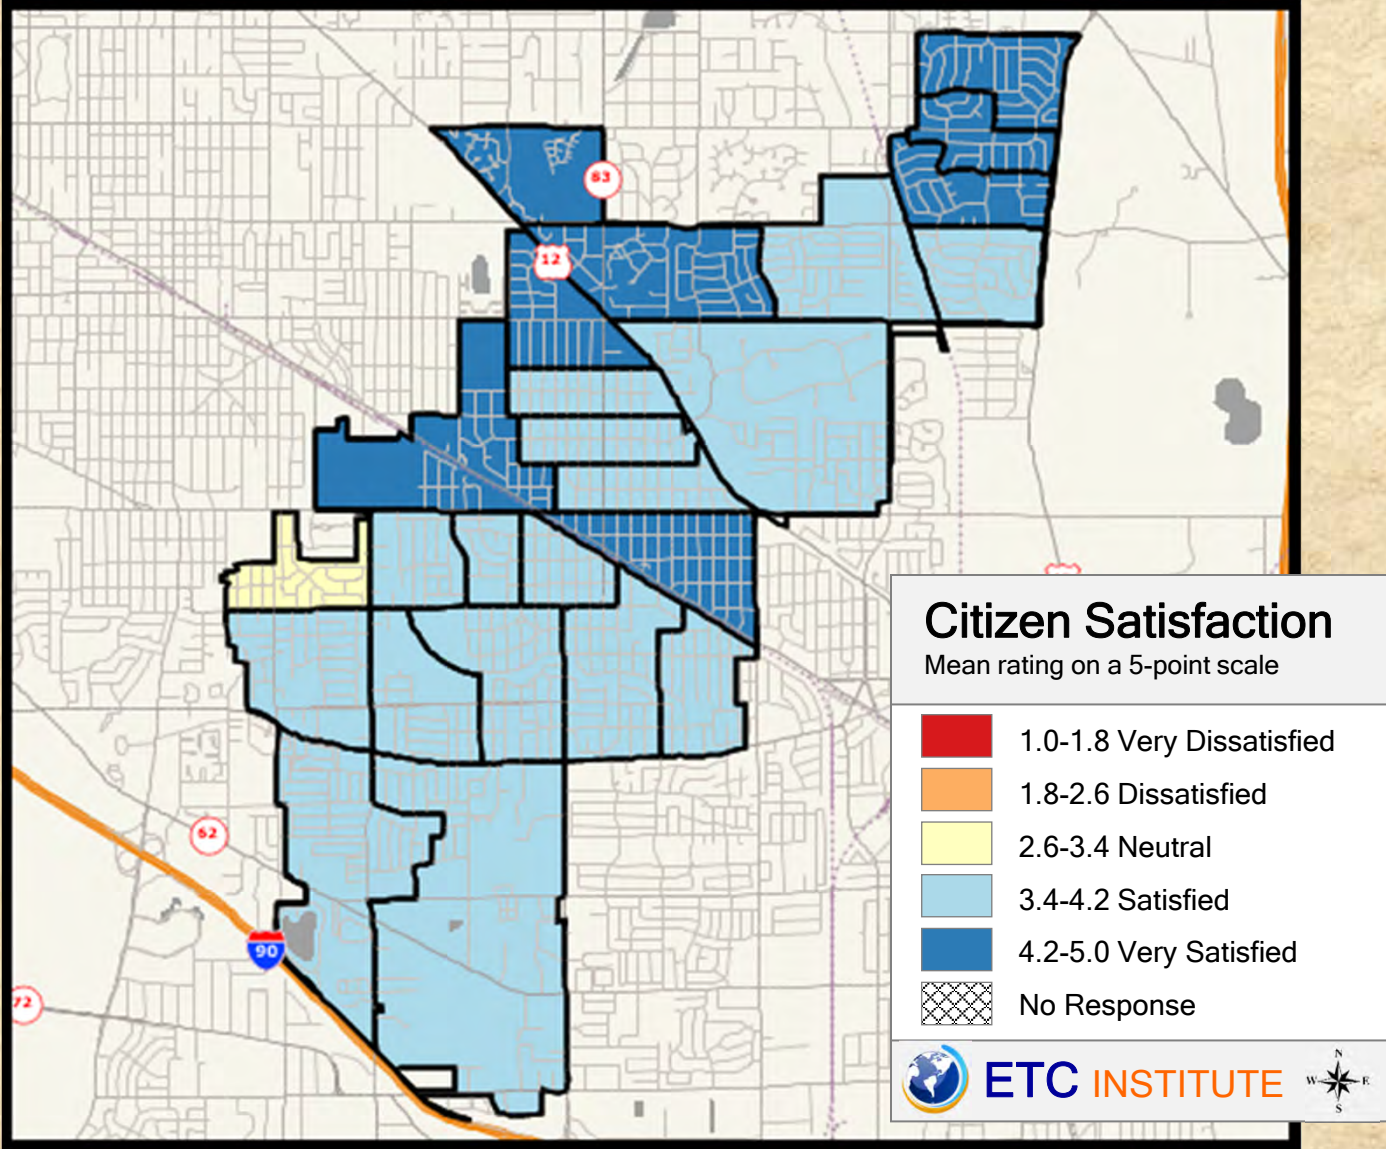 83
12
62
90
72
Citizen Satisfaction
Mean rating on a 5-point scale
1.0-1.8 Very Dissatisfied
1.8-2.6 Dissatisfied
2.6-3.4 Neutral
3.4-4.2 Satisfied
4.2-5.0 Very Satisfied
No Response
ETC INSTITUTE
N
W E
S